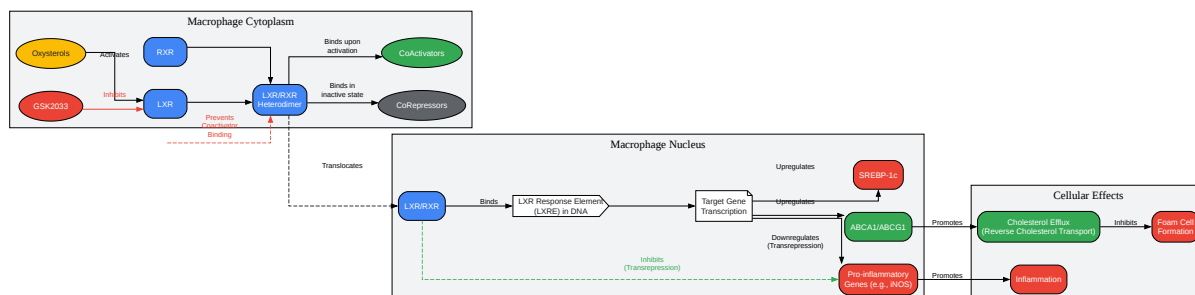 Macrophage Cytoplasm
Oxysterols
Activates
RXR
Binds upon
activation
CoActivators
GSK2033
Inhibits
LXR
LXR/RXR
Heterodimer
Binds in
inactive state
CoRepressors
Prevents
Coactivator
Binding
Translocates
Macrophage Nucleus
LXR/RXR
Binds
LXR Response Element
(LXRE) in DNA
Target Gene
Transcription
Upregulates
SREBP-1c
Upregulates
ABCA1/ABCG1
Downregulates
(Transrepression)
Inhibits
(Transrepression)
Pro-inflammatory
Genes (e.g., iNOS)
Promotes
Promotes
Cellular Effects
Cholesterol Efflux
(Reverse Cholesterol Transport)
Inhibits
Foam Cell
Formation
Inflammation